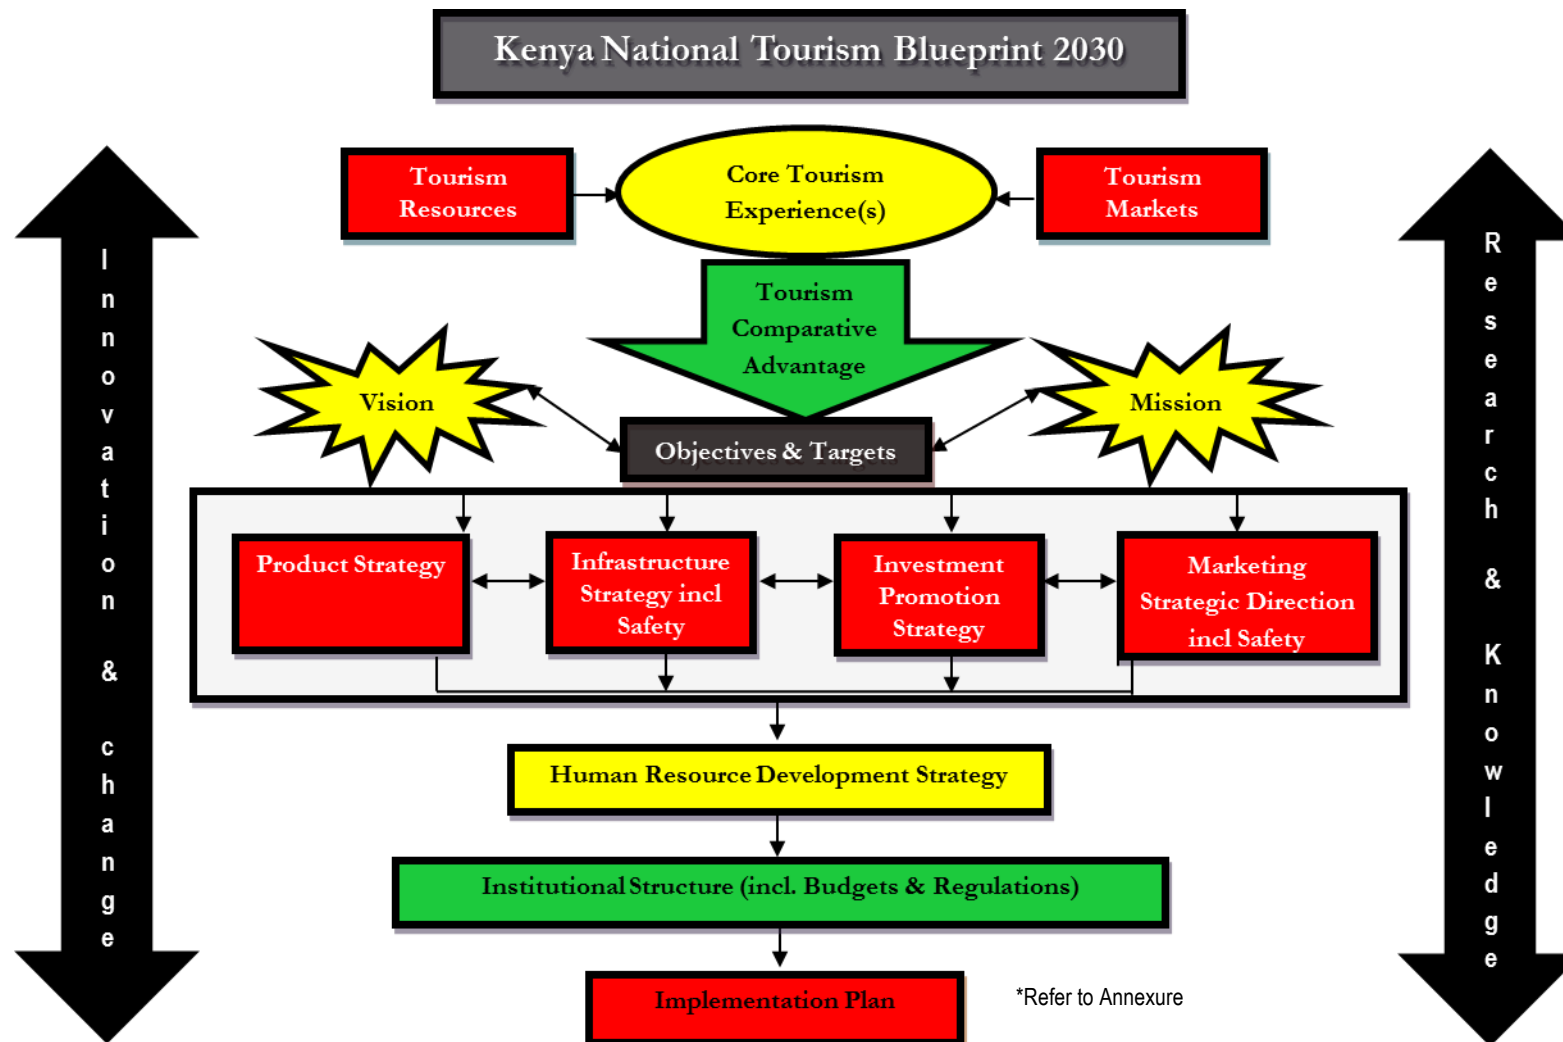 Kenya National Tourism Blueprint 2030
Tourism
Resources
Core Tourism
Experience(s)
Tourism
Markets
Tourism
Comparative
Advantage
Vision
Mission
Objectives & Targets
Product Strategy
Infrastructure
Strategy incl
Safety
Investment
Promotion
Strategy
Marketing
Strategic Direction
incl Safety
Human Resource Development Strategy
Institutional Structure (incl. Budgets & Regulations)
Implementation Plan
*Refer to Annexure
Innovation & change
Research & Knowledge